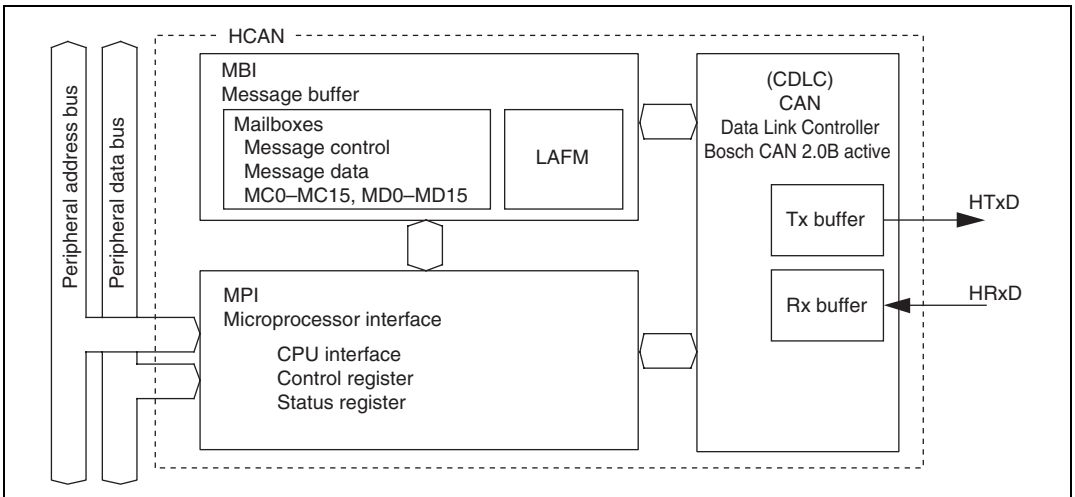 Peripheral address bus
Peripheral data bus
HCAN
MBI
Message buffer
Mailboxes
Message control
Message data
MC0–MC15, MD0–MD15
LAFM
MPI
Microprocessor interface
CPU interface
Control register
Status register
(CDLC)
CAN
Data Link Controller
Bosch CAN 2.0B active
Tx buffer
Rx buffer
HTxD
HRxD